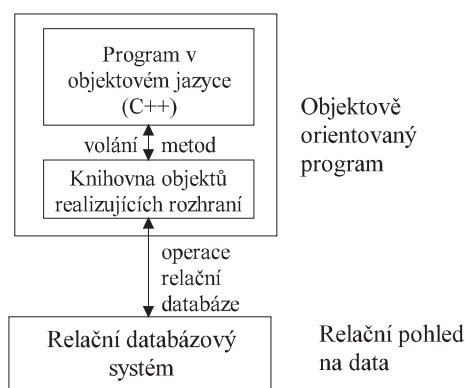 Program v
objektovém jazyce
(C++)
Objektově
orientovaný
program
volání metod
Knihovna objektů
realizujících rozhraní
operace
relační
databáze
Relační databázový
systém
Relační pohled
na data